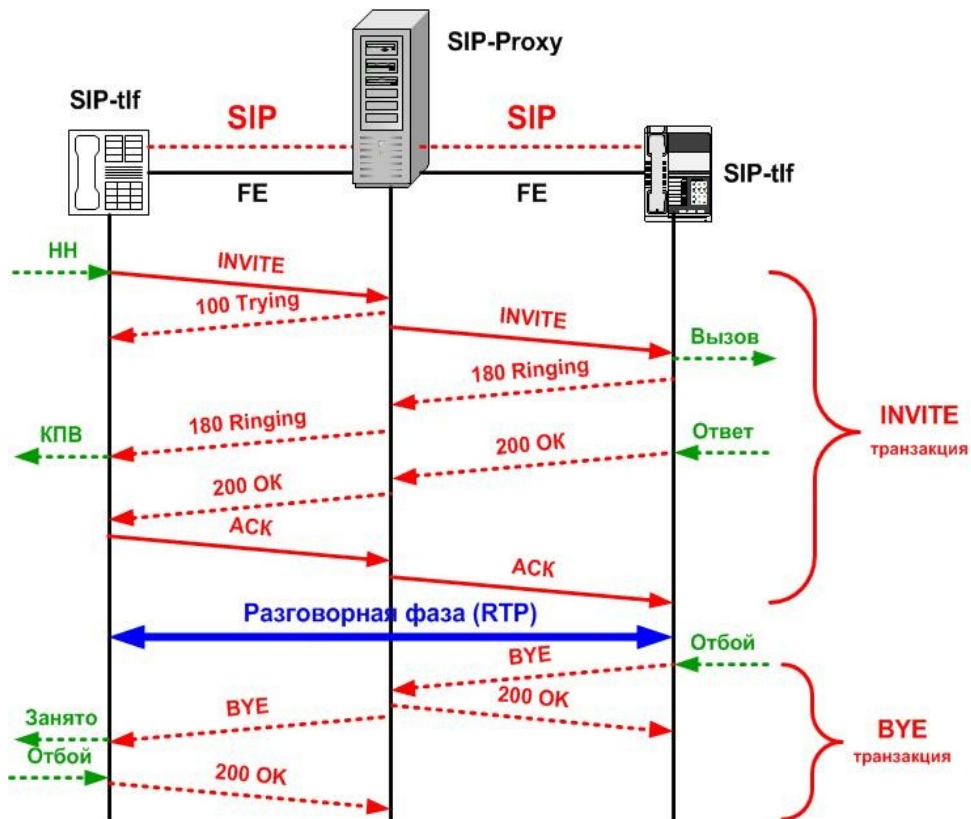 SIP-Proxy
SIP-tlf
SIP
SIP
SIP-tlf
FE
FE
НН
INVITE
100 Trying
INVITE
Вызов
180 Ringing
180 Ringing
КПВ
Ответ
200 OK
200 OK
ACK
ACK
INVITE
транзакция
Разговорная фаза (RTP)
Отбой
BYE
200 OK
BYE
Занято
Отбой
200 OK
BYE
транзакция